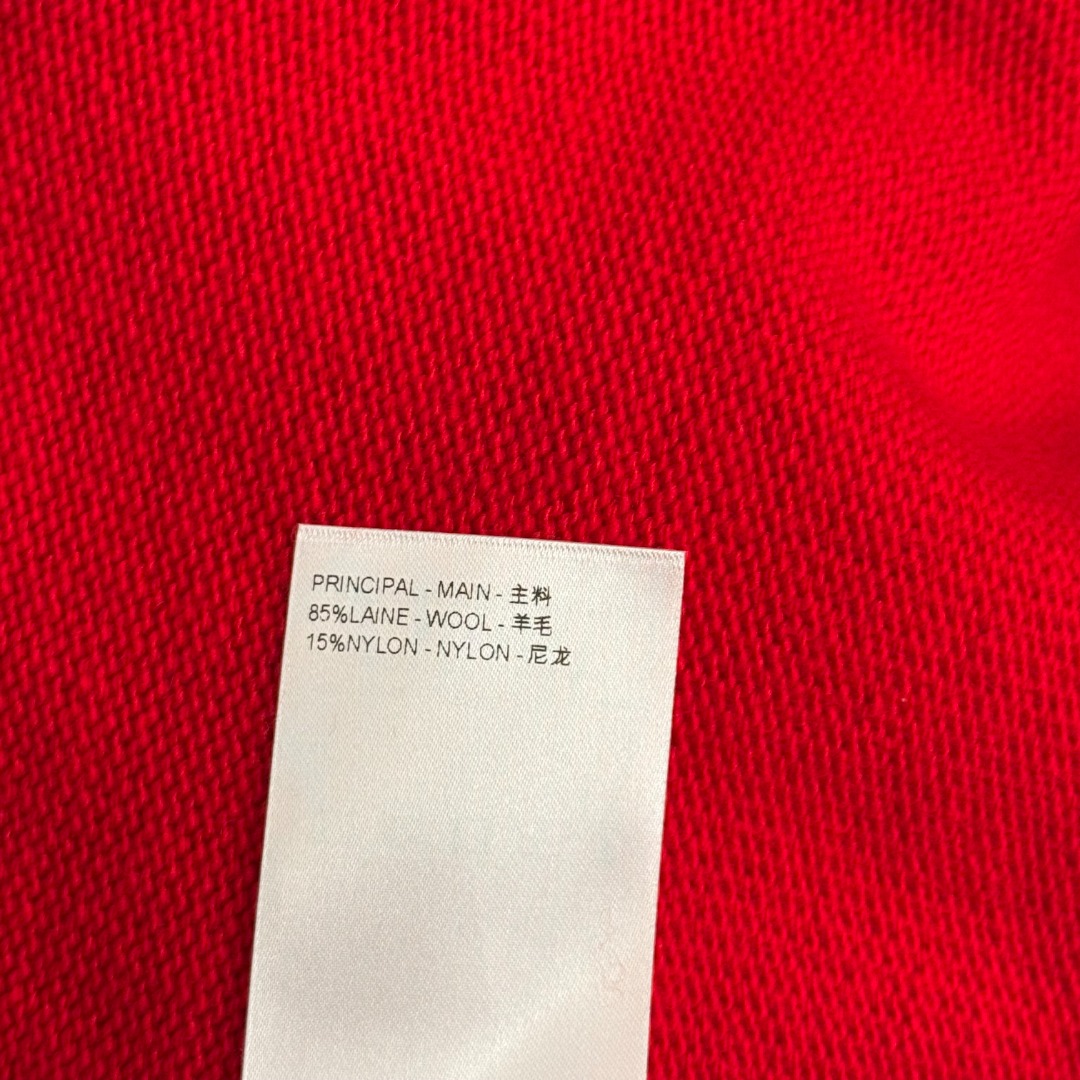 PRINCIPAL - MAIN - 主料
85%LAINE - WOOL - 羊毛
15%NYLON - NYLON - 尼龙